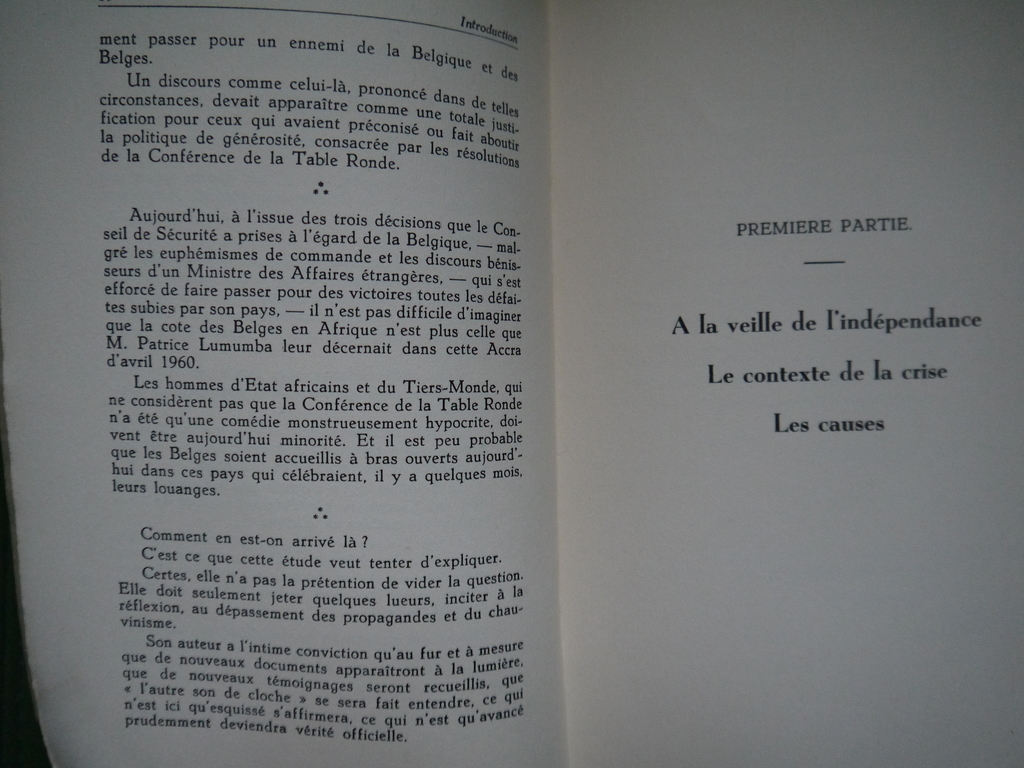 Introduction
ment passer pour un ennemi de la Belgique et des
Belges.
Un discours comme celui-là, prononcé dans de telles
circonstances, devait apparaître comme une totale justi-
fication pour ceux qui avaient préconisé ou fait aboutir
la politique de générosité, consacrée par les résolutions
de la Conférence de la Table Ronde.
Aujourd'hui, à l'issue des trois décisions que le Con-
seil de Sécurité a prises à l'égard de la Belgique, — mal-
gré les euphémismes de commande et les discours bénis-
seurs d'un Ministre des Affaires étrangères, — qui s'est
efforcé de faire passer pour des victoires toutes les défai-
tes subies par son pays, — il n'est pas difficile d'imaginer
que la cote des Belges en Afrique n'est plus celle que
M. Patrice Lumumba leur décernait dans cette Accra
d'avril 1960.
Les hommes d'Etat africains et du Tiers-Monde, qui
ne considèrent pas que la Conférence de la Table Ronde
n'a été qu'une comédie monstrueusement hypocrite, doi-
vent être aujourd'hui minorité. Et il est peu probable
que les Belges soient accueillis à bras ouverts aujourd'-
hui dans ces pays qui célébraient, il y a quelques mois,
leurs louanges.
Comment en est-on arrivé là ?
C'est ce que cette étude veut tenter d'expliquer.
Certes, elle n'a pas la prétention de vider la question.
Elle doit seulement jeter quelques lueurs, inciter à la
réflexion, au dépassement des propagandes et du chau-
vinisme.
Son auteur a l'intime conviction qu'au fur et à mesure
que de nouveaux documents apparaîtront à la lumière,
que de nouveaux témoignages seront recueillis, que
« l'autre son de cloche » se sera fait entendre, ce qui
n'est ici qu'esquissé s'affirmera, ce qui n'est qu'avancé
prudemment deviendra vérité officielle.
PREMIERE PARTIE.
A la veille de l'indépendance
Le contexte de la crise
Les causes